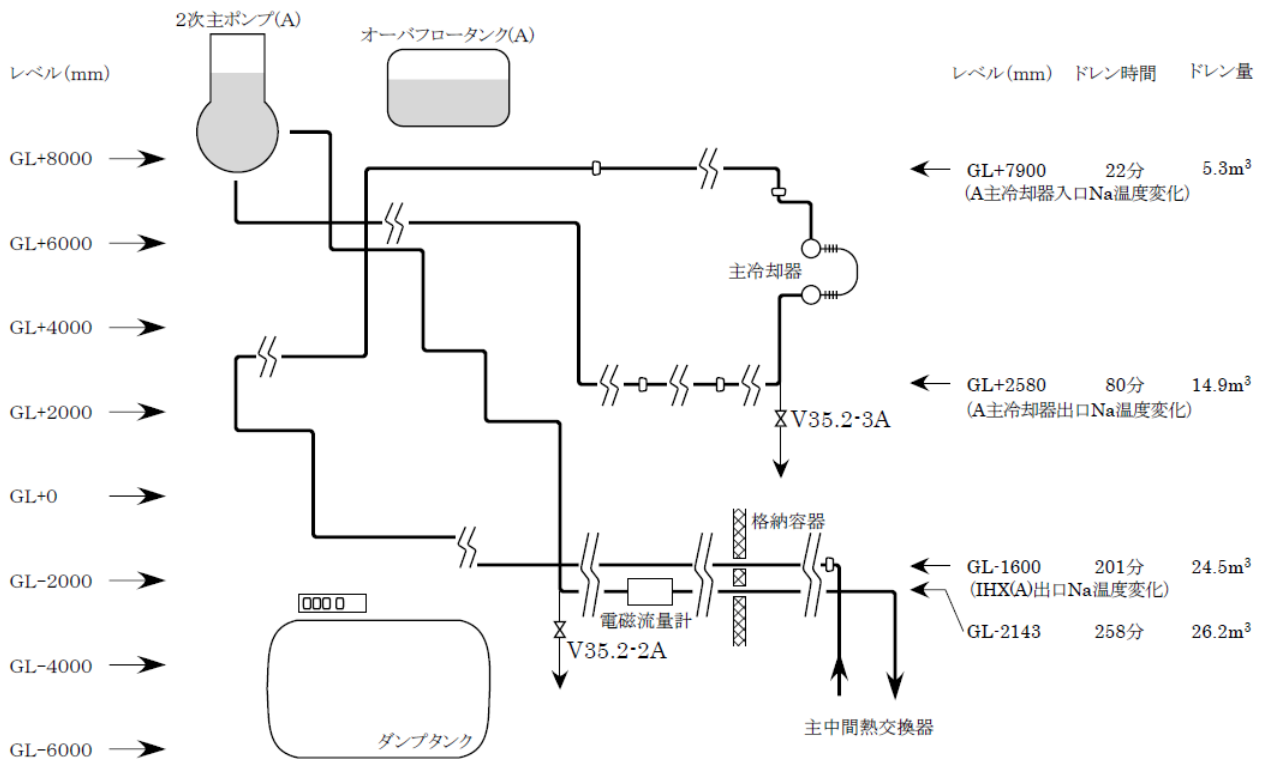 2次主ポンプ(A)
オーバフロータンク(A)
レベル(mm)
レベル(mm) ドレン時間 ドレン量
GL+8000
GL+7900 22分 5.3m³
(A主冷却器入口Na温度変化)
GL+6000
主冷却器
GL+4000
GL+2580 80分 14.9m³
(A主冷却器出口Na温度変化)
GL+2000
V35.2-3A
GL+0
格納容器
GL-1600 201分 24.5m³
(IHX(A)出口Na温度変化)
GL-2000
電磁流量計
GL-2143 258分 26.2m³
V35.2-2A
GL-4000
主中間熱交換器
ダンプタンク
GL-6000